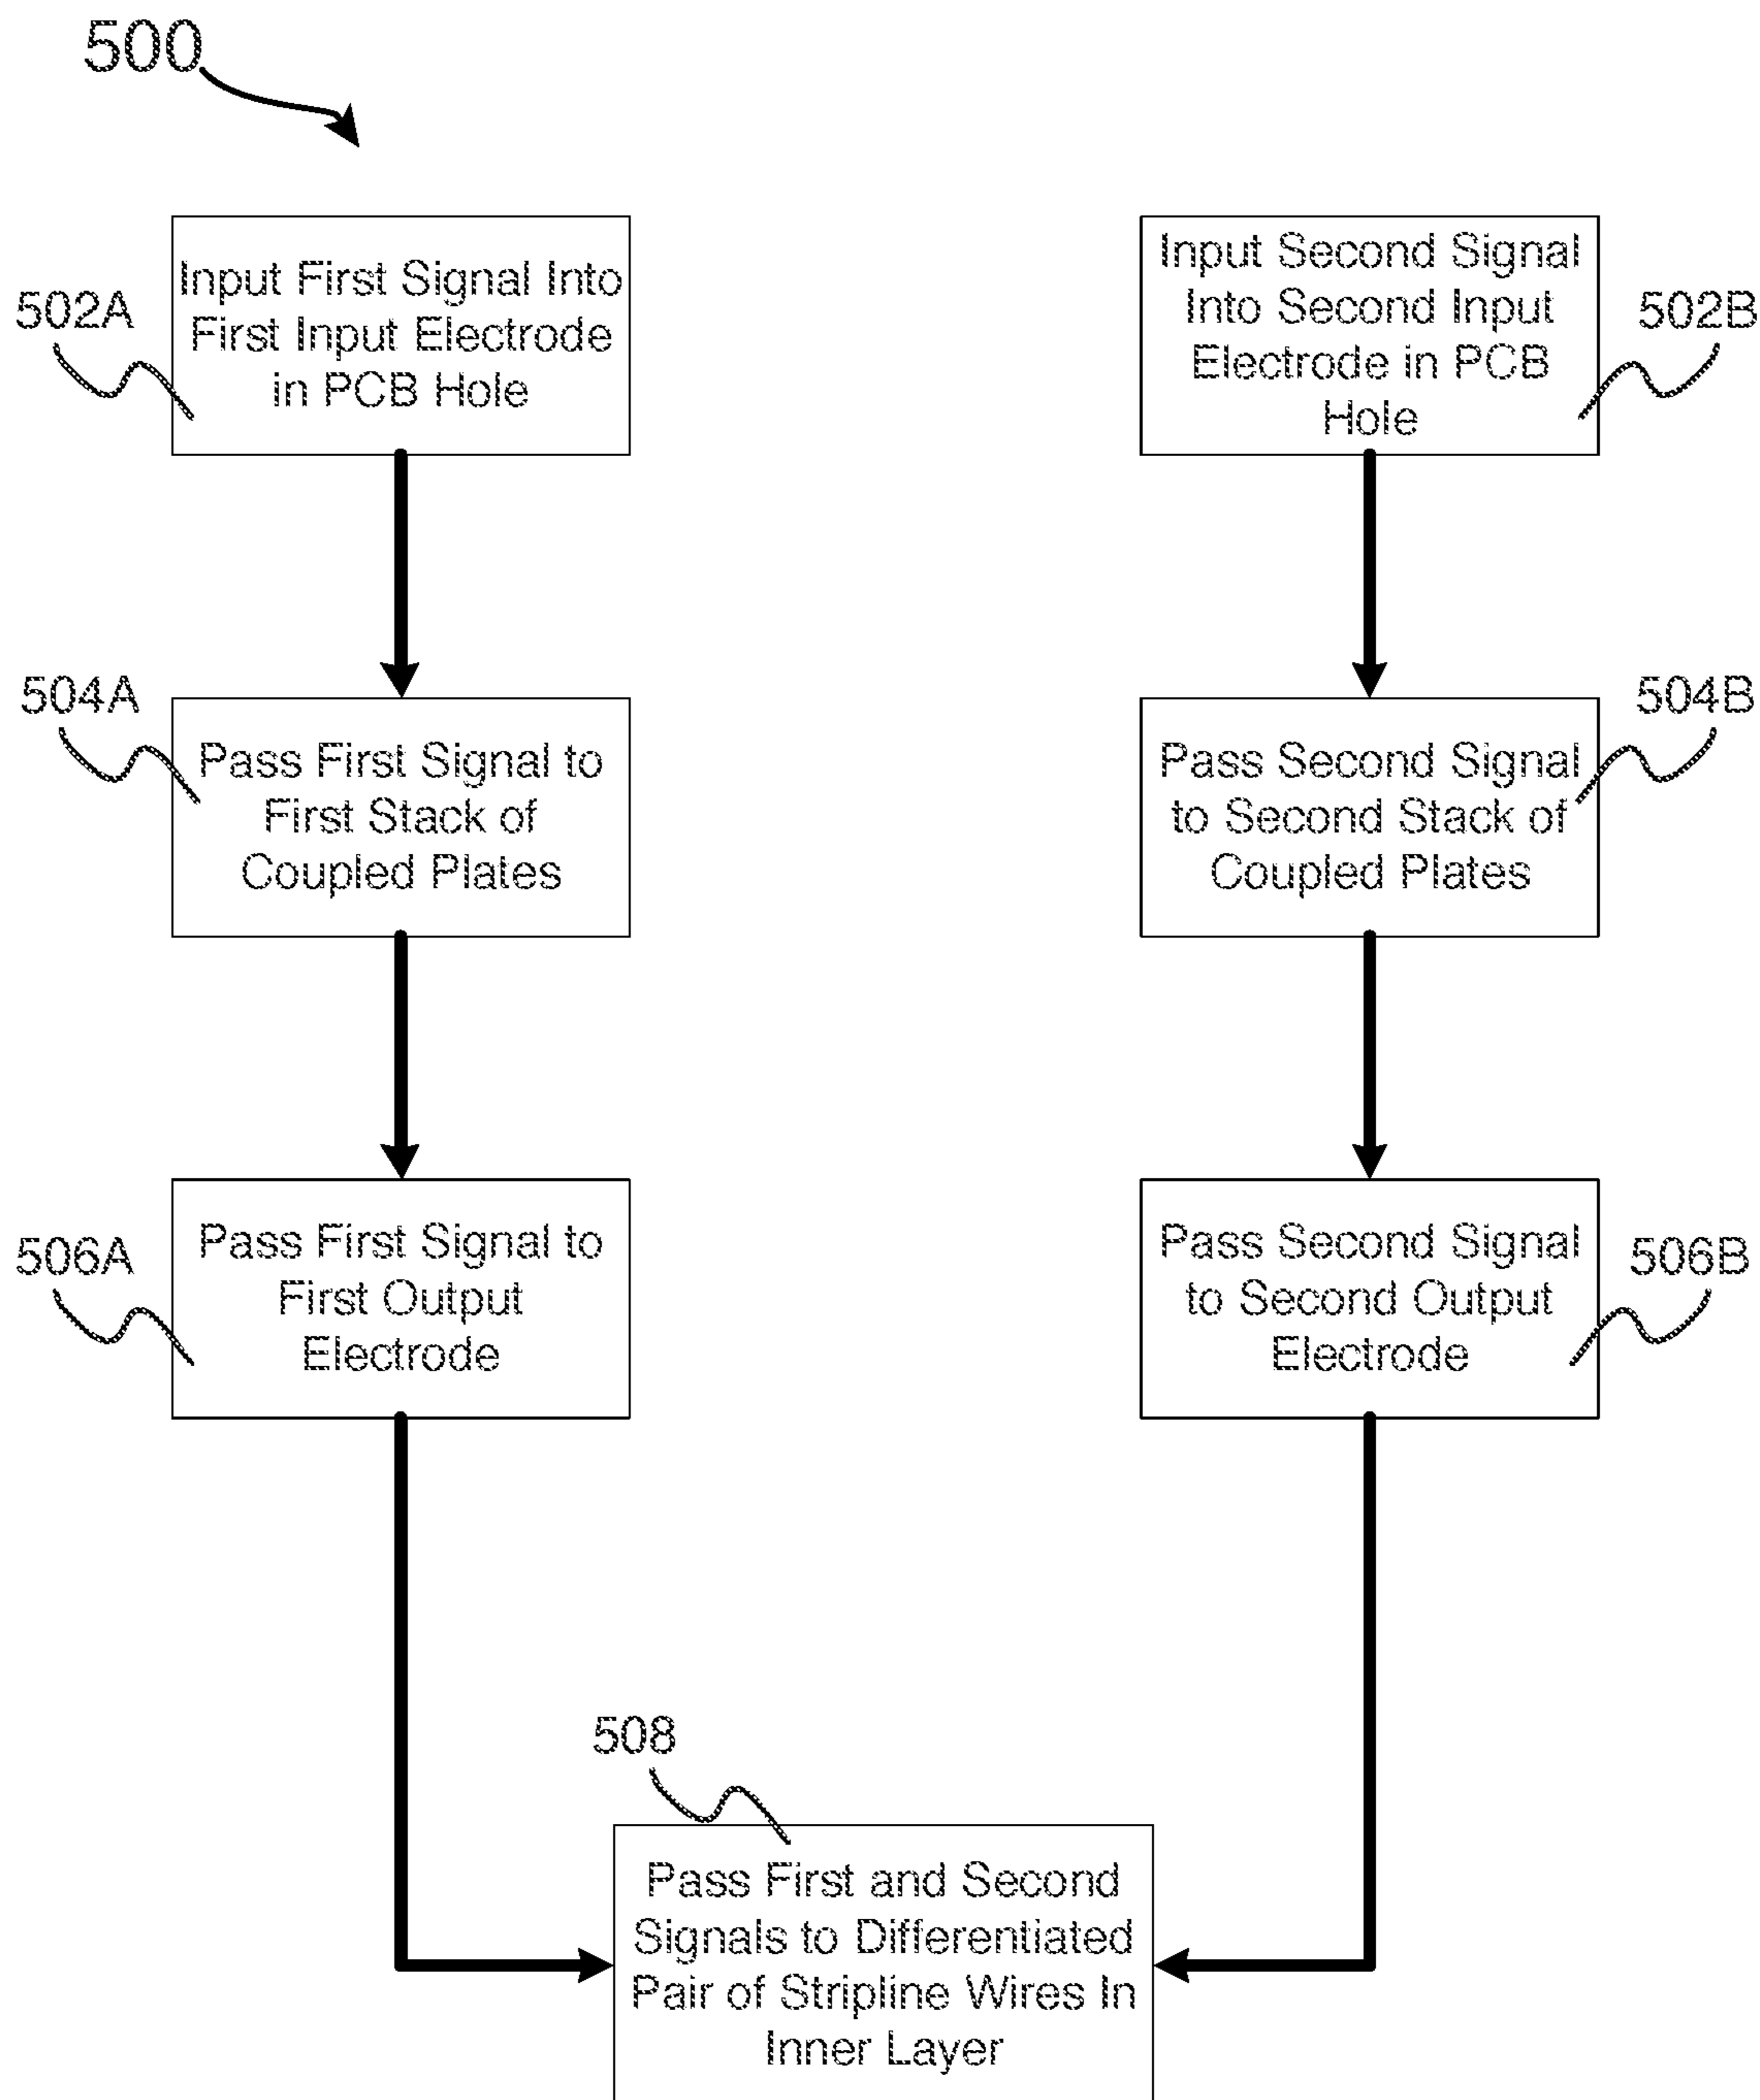 500
502A
Input First Signal Into
First Input Electrode
in PCB Hole
Input Second Signal
Into Second Input
Electrode in PCB
Hole
502B
504A
Pass First Signal to
First Stack of
Coupled Plates
Pass Second Signal
to Second Stack of
Coupled Plates
504B
506A
Pass First Signal to
First Output
Electrode
Pass Second Signal
to Second Output
Electrode
506B
508
Pass First and Second
Signals to Differentiated
Pair of Stripline Wires In
Inner Layer